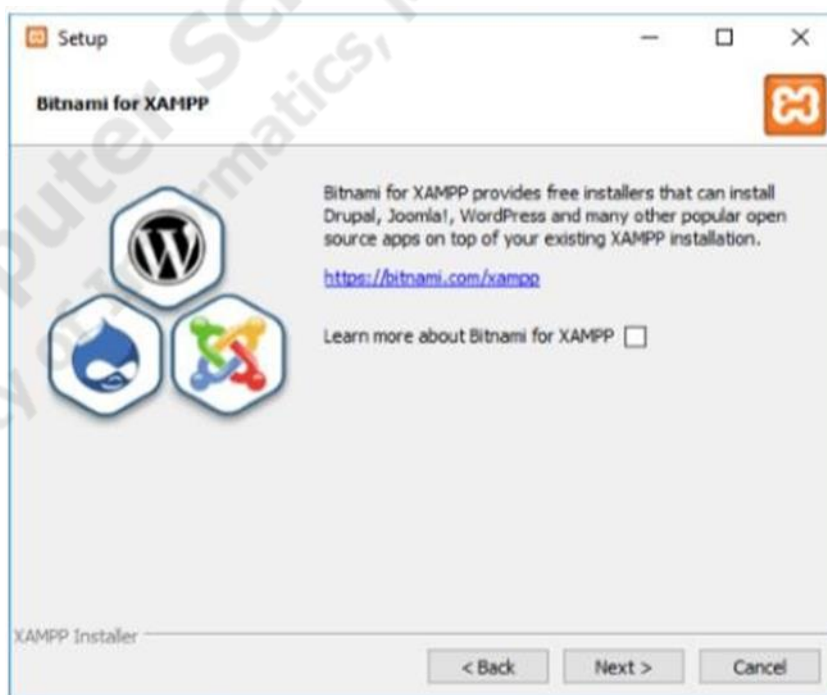 Setup
Bitnami for XAMPP
Bitnami for XAMPP provides free installers that can install
Drupal, Joomla!, WordPress and many other popular open
source apps on top of your existing XAMPP installation.
https://bitnami.com/xampp
Learn more about Bitnami for XAMPP
XAMPP Installer
< Back Next > Cancel